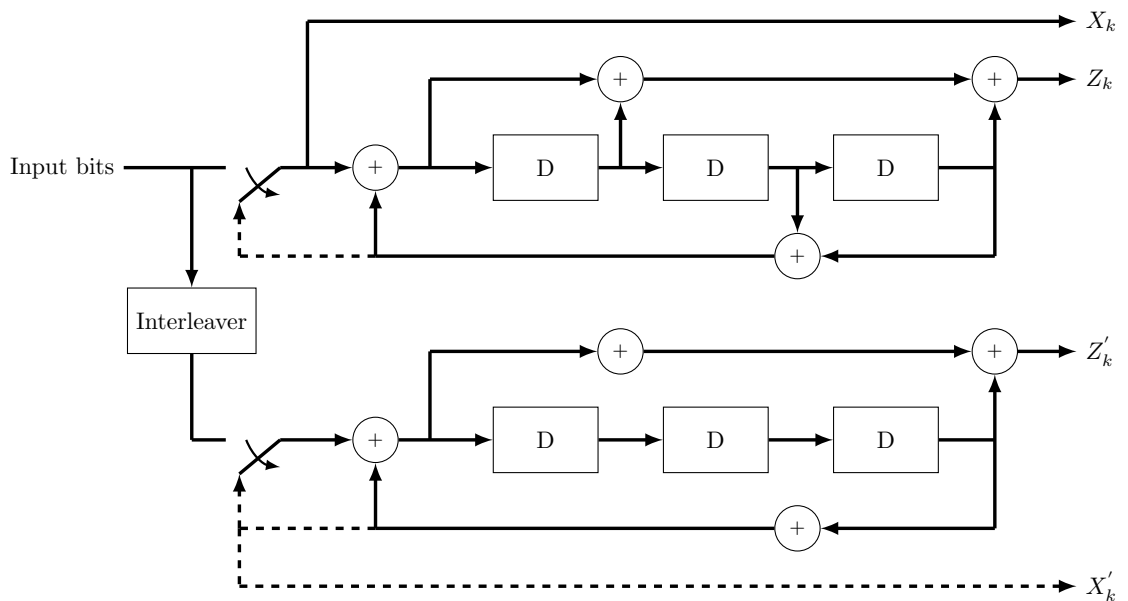 X_k
+ + Z_k
Input bits + D D D
+
Interleaver
+ + Z'_k
+ D D D
+
X'_k